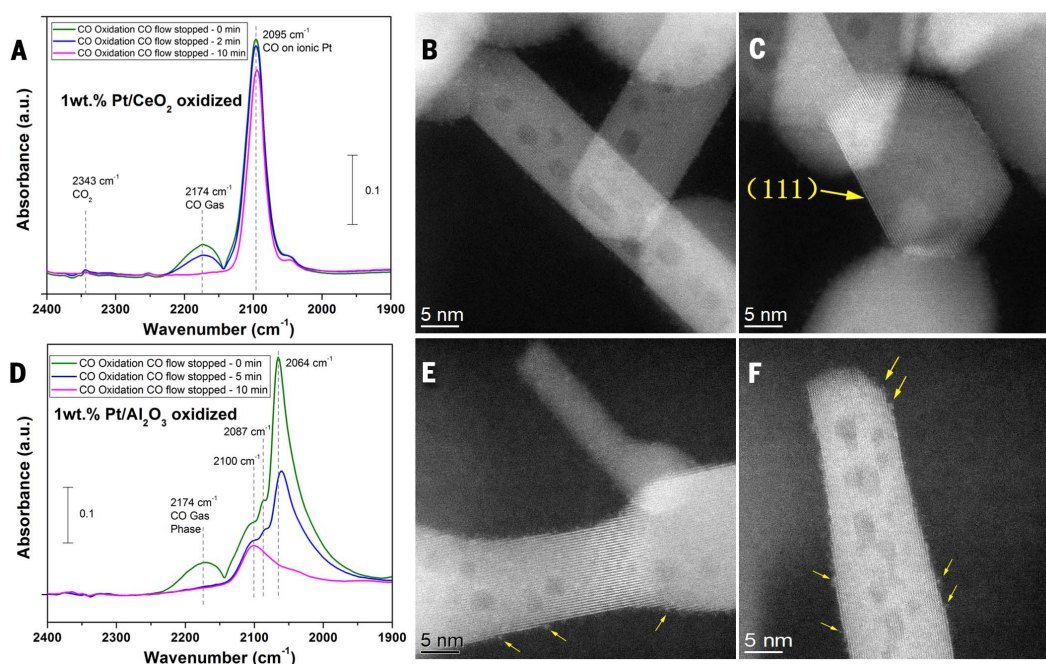 A
CO Oxidation CO flow stopped - 0 min
CO Oxidation CO flow stopped - 2 min
CO Oxidation CO flow stopped - 10 min
2095 cm-1
CO on ionic Pt
1wt.% Pt/CeO2 oxidized
2343 cm-1
CO2
2174 cm-1
CO Gas
0.1
Absorbance (a.u.)
2400 2300 2200 2100 2000 1900
Wavenumber (cm-1)
B
5 nm
C
(111)
5 nm
D
CO Oxidation CO flow stopped - 0 min
CO Oxidation CO flow stopped - 5 min
CO Oxidation CO flow stopped - 10 min
2064 cm-1
1wt.% Pt/Al2O3 oxidized
2087 cm-1
2100 cm-1
2174 cm-1
CO Gas
Phase
0.1
Absorbance (a.u.)
2400 2300 2200 2100 2000 1900
Wavenumber (cm-1)
E
5 nm
F
5 nm